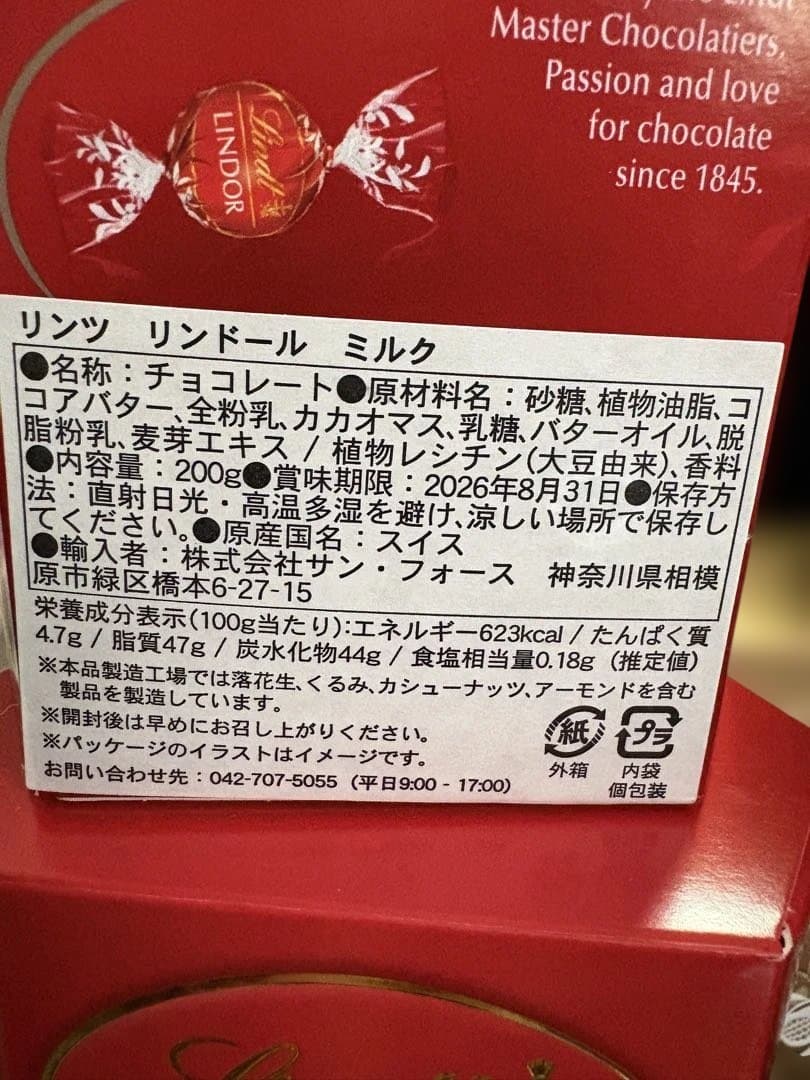 Master Chocolatiers.
Passion and love
for chocolate
since 1845.
Lindt
LINDOR
リンツ　リンドール　ミルク
●名称：チョコレート●原材料名：砂糖、植物油脂、コ
コアバター、全粉乳、カカオマス、乳糖、バターオイル、脱
脂粉乳、麦芽エキス / 植物レシチン(大豆由来)、香料
●内容量：200g●賞味期限：2026年8月31日●保存方
法：直射日光・高温多湿を避け、涼しい場所で保存し
てください。●原産国名：スイス
●輸入者：株式会社サン・フォース　神奈川県相模
原市緑区橋本6-27-15
栄養成分表示(100g当たり):エネルギー623kcal / たんぱく質
4.7g / 脂質47g / 炭水化物44g / 食塩相当量0.18g（推定値）
※本品製造工場では落花生、くるみ、カシューナッツ、アーモンドを含む
製品を製造しています。
※開封後は早めにお召し上がりください。
※パッケージのイラストはイメージです。
お問い合わせ先：042-707-5055（平日9:00 - 17:00）
紙
外箱
プラ
内袋
個包装